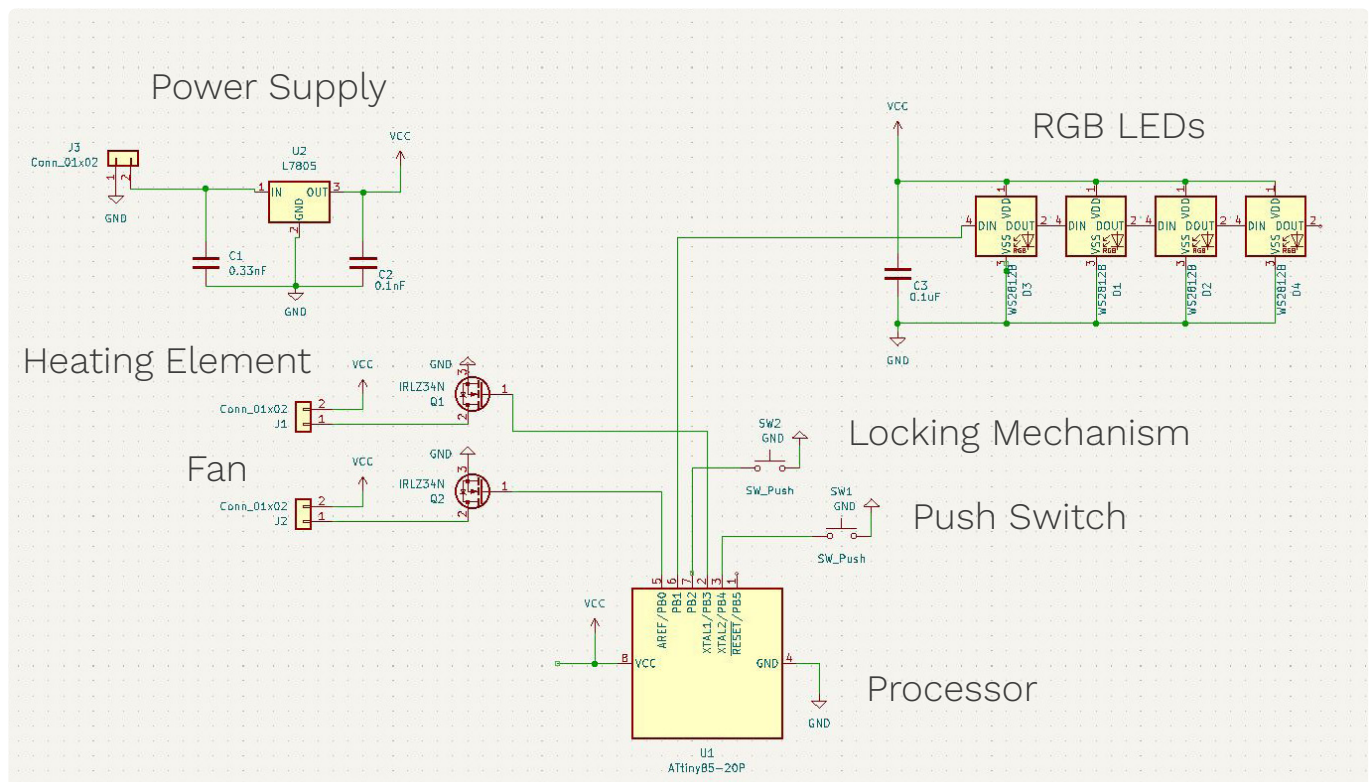 Power Supply
J3
Conn_01x02
1
2
GND
U2
L7805
1
IN
OUT
3
GND
2
VCC
C1
0.33nF
C2
0.1nF
GND
RGB LEDs
VCC
C3
0.1uF
GND
4
DIN
VDD
1
DOUT
2
VSS
3
RGB
WS2812B
D3
4
DIN
VDD
1
DOUT
2
VSS
3
RGB
WS2812B
D1
4
DIN
VDD
1
DOUT
2
VSS
3
RGB
WS2812B
D2
4
DIN
VDD
1
DOUT
2
VSS
3
RGB
WS2812B
D4
Heating Element
VCC
Conn_01x02
J1
2
1
GND
IRLZ34N
Q1
3
1
2
Fan
VCC
Conn_01x02
J2
2
1
GND
IRLZ34N
Q2
3
1
2
Locking Mechanism
SW2
GND
SW_Push
Push Switch
SW1
GND
SW_Push
Processor
VCC
8
VCC
5
AREF/PB0
6
PB1
7
PB2
2
XTAL1/PB3
3
XTAL2/PB4
1
RESET/PB5
GND
4
GND
U1
ATtiny85-20P